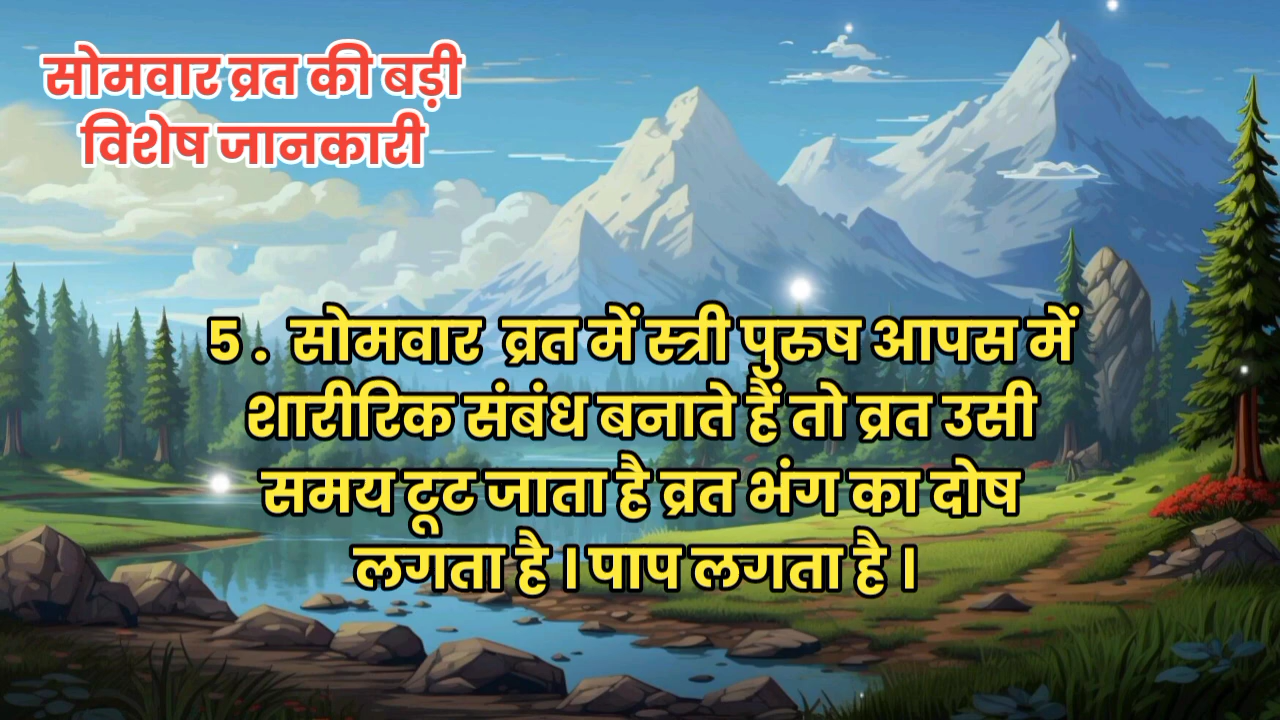 सोमवार व्रत की बड़ी
विशेष जानकारी
5 . सोमवार व्रत में स्त्री पुरुष आपस में
शारीरिक संबंध बनाते हैं तो व्रत उसी
समय टूट जाता है व्रत भंग का दोष
लगता है । पाप लगता है ।